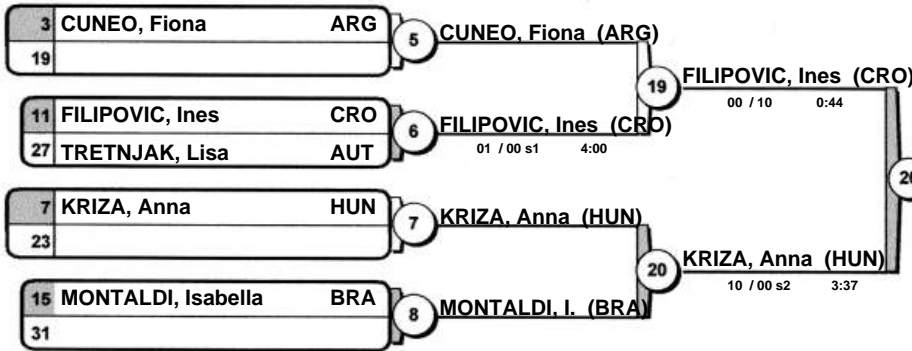 3 CUNEO, Fiona ARG
19
5
CUNEO, Fiona (ARG)
11 FILIPOVIC, Ines CRO
27 TRETNJAK, Lisa AUT
6
FILIPOVIC, Ines (CRO)
01 / 00 s1 4:00
19
FILIPOVIC, Ines (CRO)
00 / 10 0:44
7 KRIZA, Anna HUN
23
7
KRIZA, Anna (HUN)
15 MONTALDI, Isabella BRA
31
8
MONTALDI, I. (BRA)
20
KRIZA, Anna (HUN)
10 / 00 s2 3:37